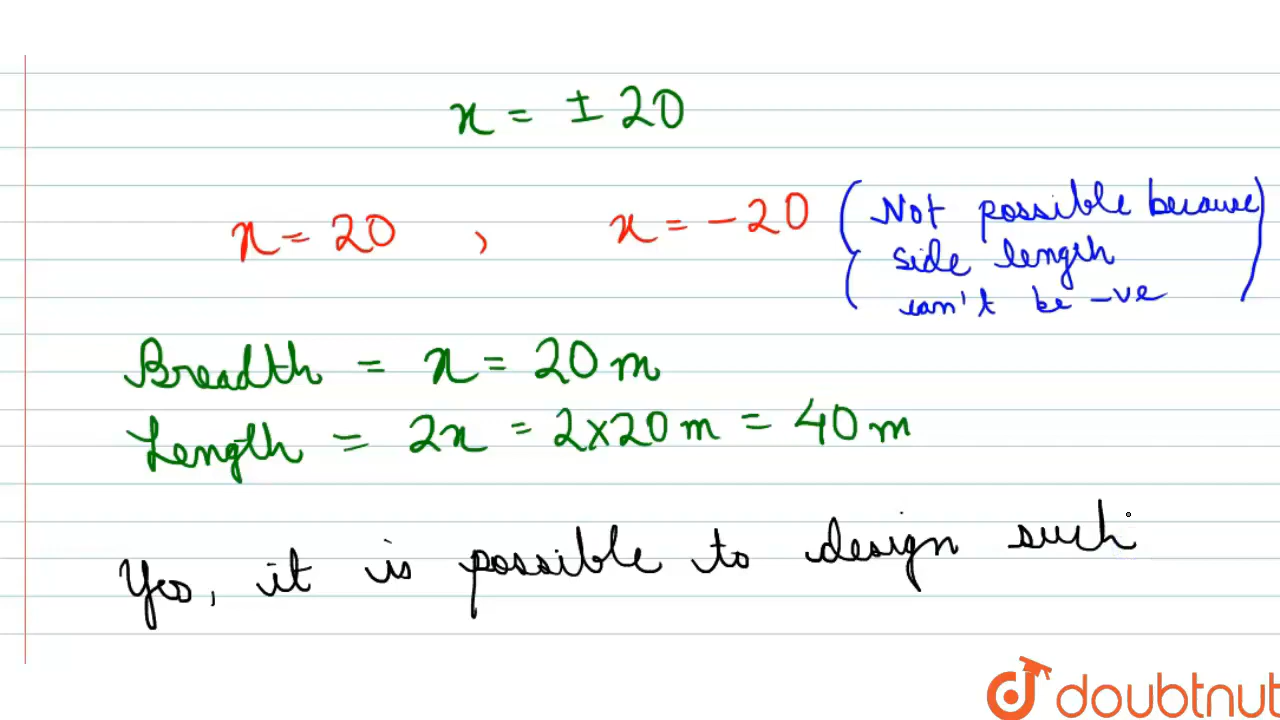 x = ± 20
x = 20 , x = -20 (Not possible because
side length
can't be -ve)
Breadth = x = 20 m
Length = 2x = 2×20 m = 40 m
Yes, it is possible to design such
doubtnut